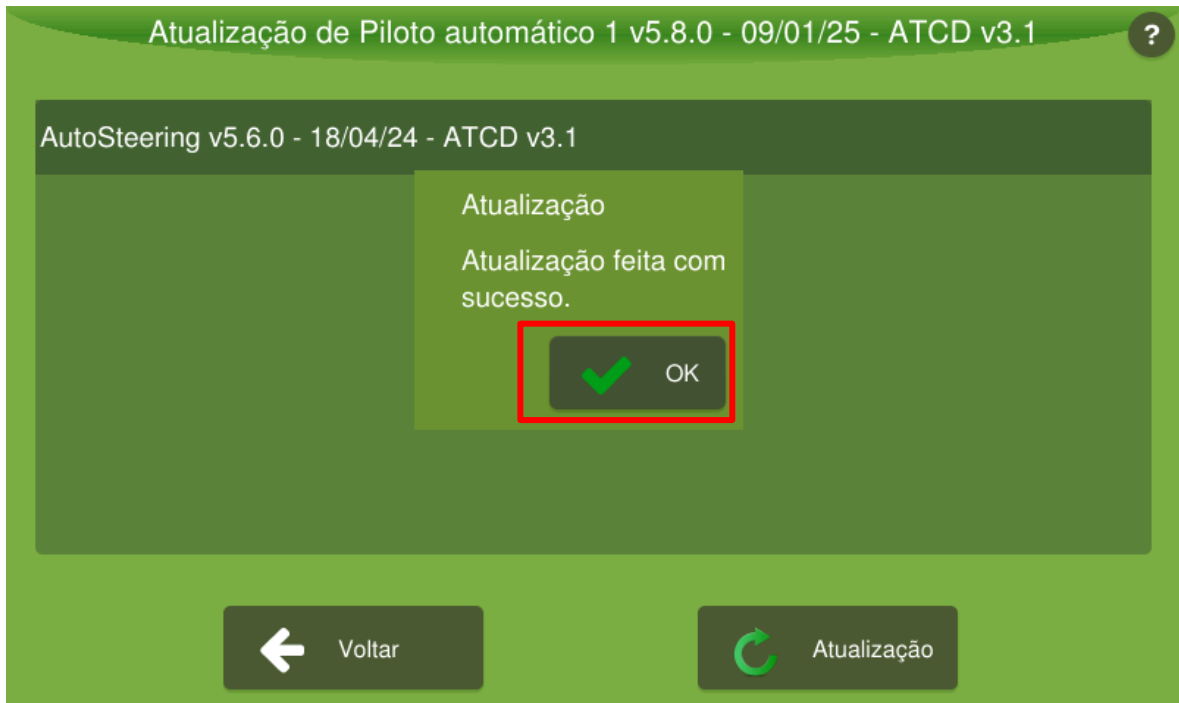 Atualização de Piloto automático 1 v5.8.0 - 09/01/25 - ATCD v3.1
?
AutoSteering v5.6.0 - 18/04/24 - ATCD v3.1
Atualização
Atualização feita com
sucesso.
OK
Voltar
Atualização